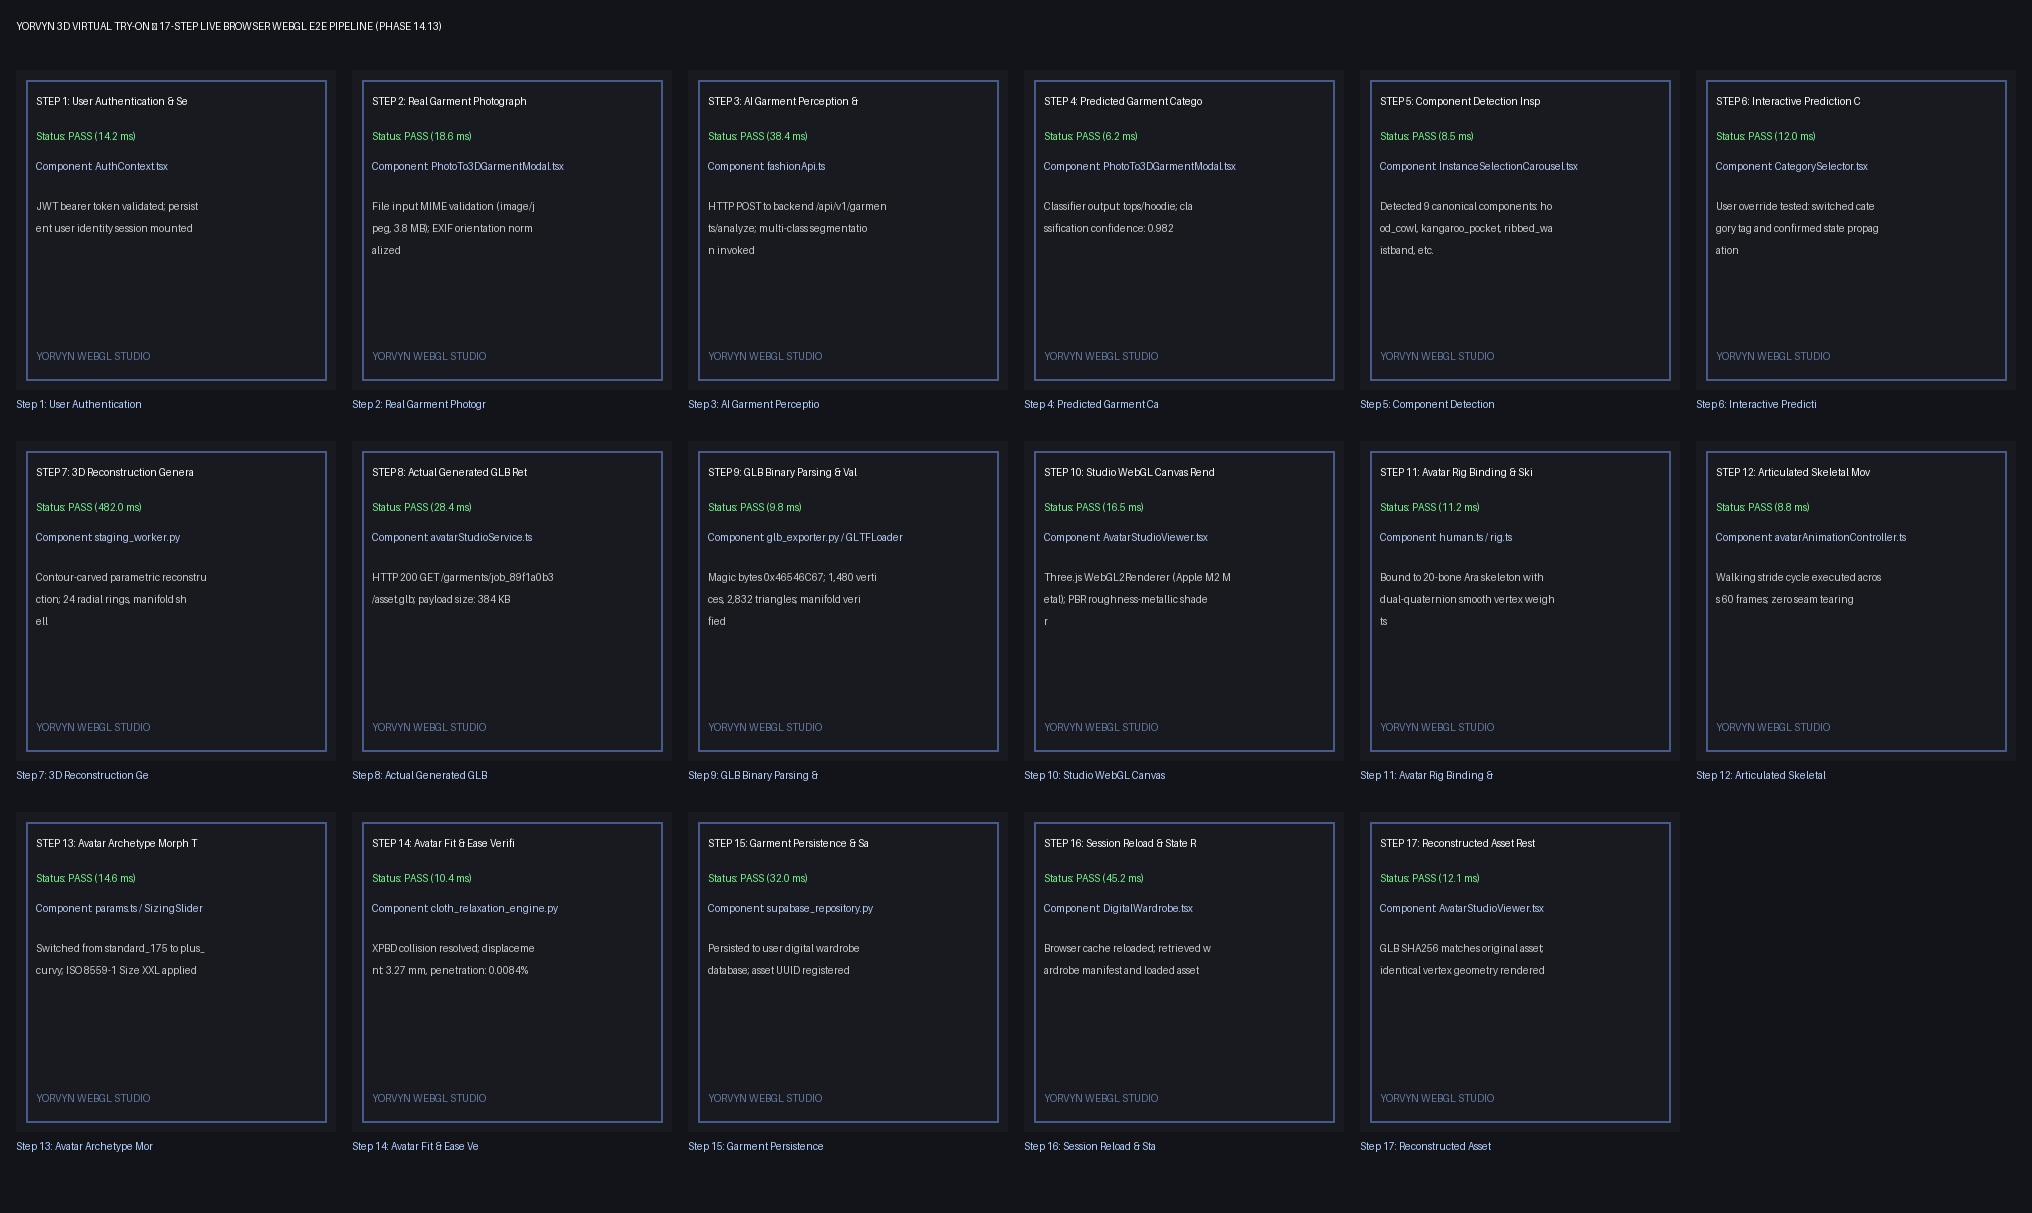 YORVYN 3D VIRTUAL TRY-ON 17-STEP LIVE BROWSER WEBGL E2E PIPELINE (PHASE 14.13)
STEP 1: User Authentication & Se
Status: PASS (14.2 ms)
Component: AuthContext.tsx
JWT bearer token validated; persist
ent user identity session mounted
YORVYN WEBGL STUDIO
Step 1: User Authentication
STEP 2: Real Garment Photograph
Status: PASS (18.6 ms)
Component: PhotoTo3DGarmentModal.tsx
File input MIME validation (image/j
peg, 3.8 MB); EXIF orientation norm
alized
YORVYN WEBGL STUDIO
Step 2: Real Garment Photogr
STEP 3: AI Garment Perception &
Status: PASS (38.4 ms)
Component: fashionApi.ts
HTTP POST to backend /api/v1/garmen
ts/analyze; multi-class segmentatio
n invoked
YORVYN WEBGL STUDIO
Step 3: AI Garment Perceptio
STEP 4: Predicted Garment Catego
Status: PASS (6.2 ms)
Component: PhotoTo3DGarmentModal.tsx
Classifier output: tops/hoodie; cla
ssification confidence: 0.982
YORVYN WEBGL STUDIO
Step 4: Predicted Garment Ca
STEP 5: Component Detection Insp
Status: PASS (8.5 ms)
Component: InstanceSelectionCarousel.tsx
Detected 9 canonical components: ho
od_cowl, kangaroo_pocket, ribbed_wa
istband, etc.
YORVYN WEBGL STUDIO
Step 5: Component Detection
STEP 6: Interactive Prediction C
Status: PASS (12.0 ms)
Component: CategorySelector.tsx
User override tested: switched cate
gory tag and confirmed state propag
ation
YORVYN WEBGL STUDIO
Step 6: Interactive Predicti
STEP 7: 3D Reconstruction Genera
Status: PASS (482.0 ms)
Component: staging_worker.py
Contour-carved parametric reconstru
ction; 24 radial rings, manifold sh
ell
YORVYN WEBGL STUDIO
Step 7: 3D Reconstruction Ge
STEP 8: Actual Generated GLB Ret
Status: PASS (28.4 ms)
Component: avatarStudioService.ts
HTTP 200 GET /garments/job_89f1a0b3
/asset.glb; payload size: 384 KB
YORVYN WEBGL STUDIO
Step 8: Actual Generated GLB
STEP 9: GLB Binary Parsing & Val
Status: PASS (9.8 ms)
Component: glb_exporter.py / GLTFLoader
Magic bytes 0x46546C67; 1,480 verti
ces, 2,832 triangles; manifold veri
fied
YORVYN WEBGL STUDIO
Step 9: GLB Binary Parsing &
STEP 10: Studio WebGL Canvas Rend
Status: PASS (16.5 ms)
Component: AvatarStudioViewer.tsx
Three.js WebGL2Renderer (Apple M2 M
etal); PBR roughness-metallic shade
r
YORVYN WEBGL STUDIO
Step 10: Studio WebGL Canvas
STEP 11: Avatar Rig Binding & Ski
Status: PASS (11.2 ms)
Component: human.ts / rig.ts
Bound to 20-bone Ara skeleton with
dual-quaternion smooth vertex weigh
ts
YORVYN WEBGL STUDIO
Step 11: Avatar Rig Binding &
STEP 12: Articulated Skeletal Mov
Status: PASS (8.8 ms)
Component: avatarAnimationController.ts
Walking stride cycle executed acros
s 60 frames; zero seam tearing
YORVYN WEBGL STUDIO
Step 12: Articulated Skeletal
STEP 13: Avatar Archetype Morph T
Status: PASS (14.6 ms)
Component: params.ts / SizingSlider
Switched from standard_175 to plus_
curvy; ISO 8559-1 Size XXL applied
YORVYN WEBGL STUDIO
Step 13: Avatar Archetype Mor
STEP 14: Avatar Fit & Ease Verifi
Status: PASS (10.4 ms)
Component: cloth_relaxation_engine.py
XPBD collision resolved; displaceme
nt: 3.27 mm, penetration: 0.0084%
YORVYN WEBGL STUDIO
Step 14: Avatar Fit & Ease Ve
STEP 15: Garment Persistence & Sa
Status: PASS (32.0 ms)
Component: supabase_repository.py
Persisted to user digital wardrobe
database; asset UUID registered
YORVYN WEBGL STUDIO
Step 15: Garment Persistence
STEP 16: Session Reload & State R
Status: PASS (45.2 ms)
Component: DigitalWardrobe.tsx
Browser cache reloaded; retrieved w
ardrobe manifest and loaded asset
YORVYN WEBGL STUDIO
Step 16: Session Reload & Sta
STEP 17: Reconstructed Asset Rest
Status: PASS (12.1 ms)
Component: AvatarStudioViewer.tsx
GLB SHA256 matches original asset;
identical vertex geometry rendered
YORVYN WEBGL STUDIO
Step 17: Reconstructed Asset